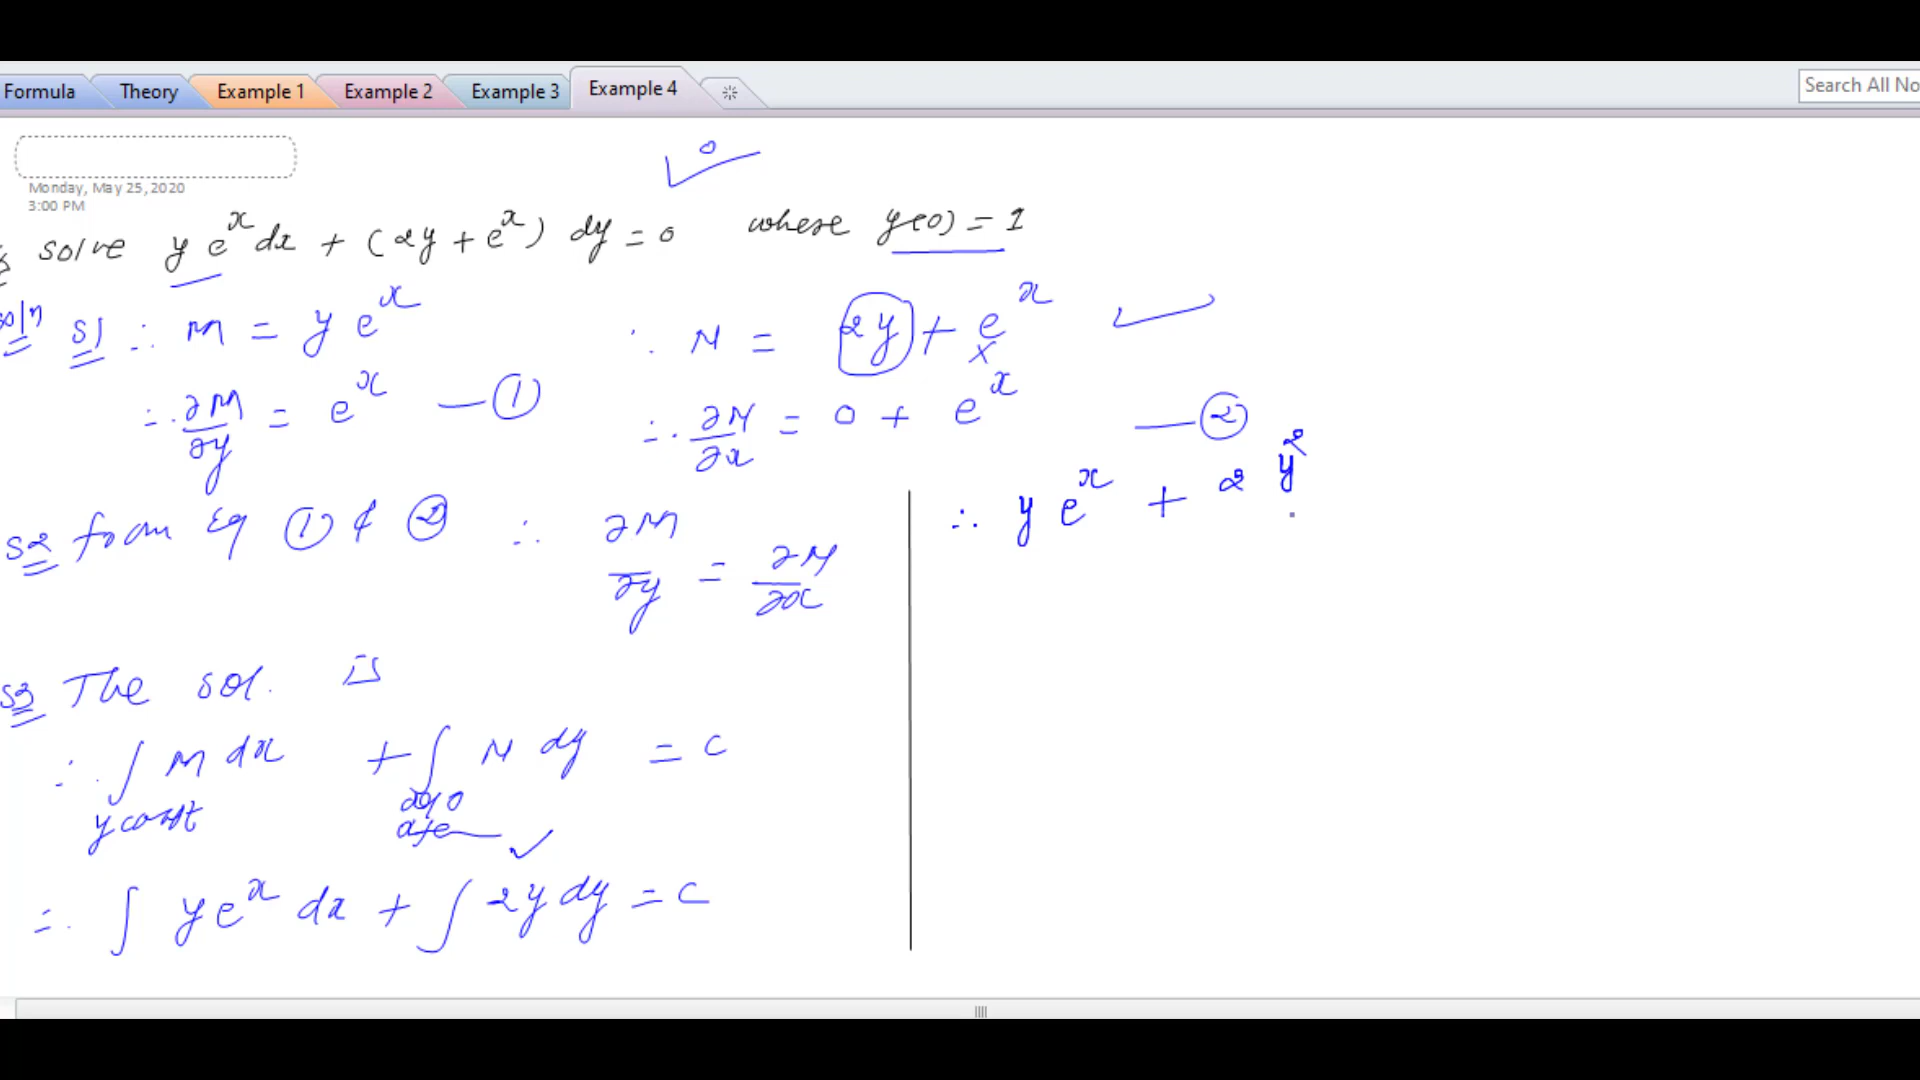 Formula Theory Example 1 Example 2 Example 3 Example 4
Search All No
Monday, May 25, 2020
3:00 PM
solve y e^x dx + (2y + e^x) dy = 0 where y(0) = 1
sol|n S1 ∴ M = y e^x ∵ N = 2y + e^x
∴ ∂M/∂y = e^x — ① ∴ ∂N/∂x = 0 + e^x — ②
S2 from Eq ① & ② ∴ ∂M/∂y = ∂N/∂x
S3 The sol. is
∴ ∫ M dx + ∫ N dy = c
y const
∴ ∫ y e^x dx + ∫ 2y dy = c
∴ y e^x + 2 y^2